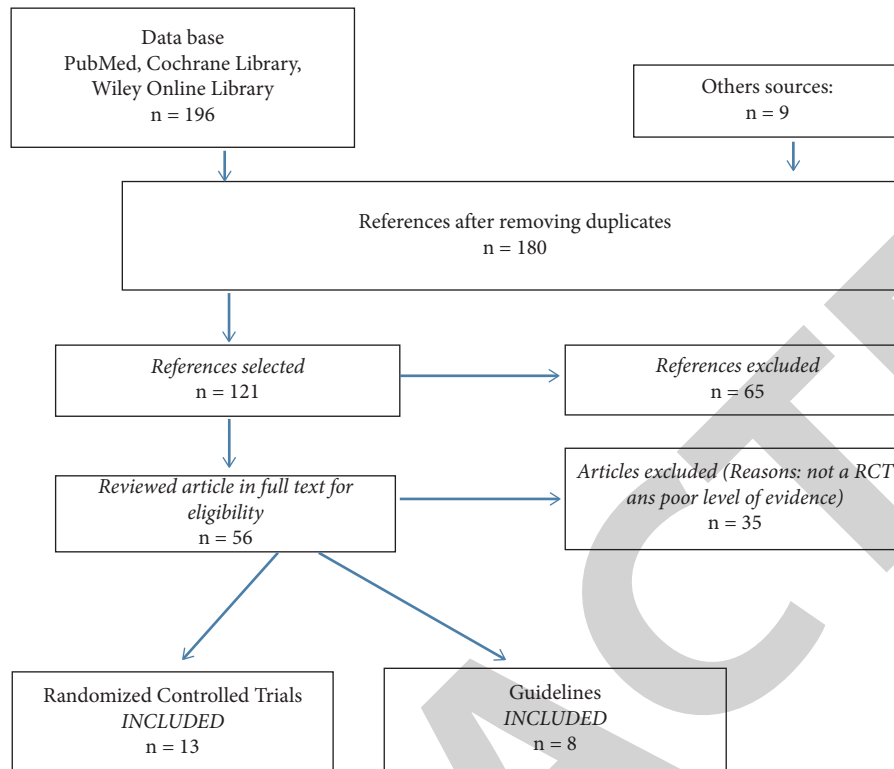 Data base
PubMed, Cochrane Library,
Wiley Online Library
n = 196
Others sources:
n = 9
References after removing duplicates
n = 180
References selected
n = 121
References excluded
n = 65
Reviewed article in full text for
eligibility
n = 56
Articles excluded (Reasons: not a RCT
ans poor level of evidence)
n = 35
Randomized Controlled Trials
INCLUDED
n = 13
Guidelines
INCLUDED
n = 8